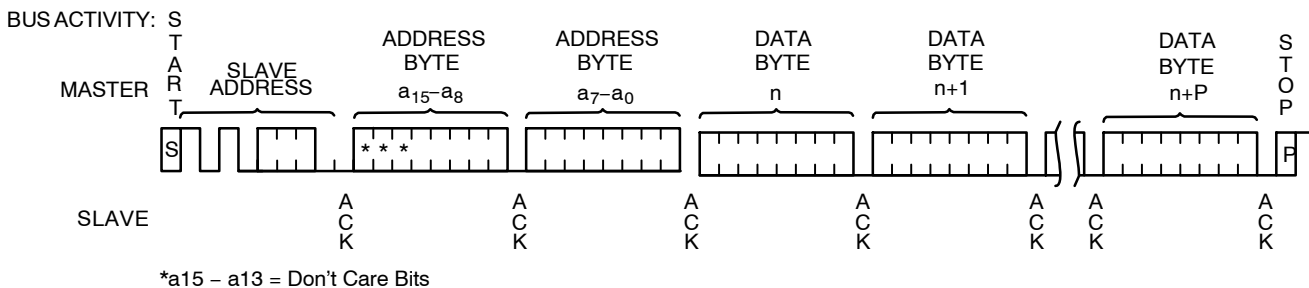 BUS ACTIVITY:
MASTER
START
SLAVE
ADDRESS
ADDRESS
BYTE
a15–a8
ADDRESS
BYTE
a7–a0
DATA
BYTE
n
DATA
BYTE
n+1
DATA
BYTE
n+P
STOP
S
* * *
P
SLAVE
ACK
ACK
ACK
ACK
ACK
ACK
ACK
*a15 – a13 = Don't Care Bits